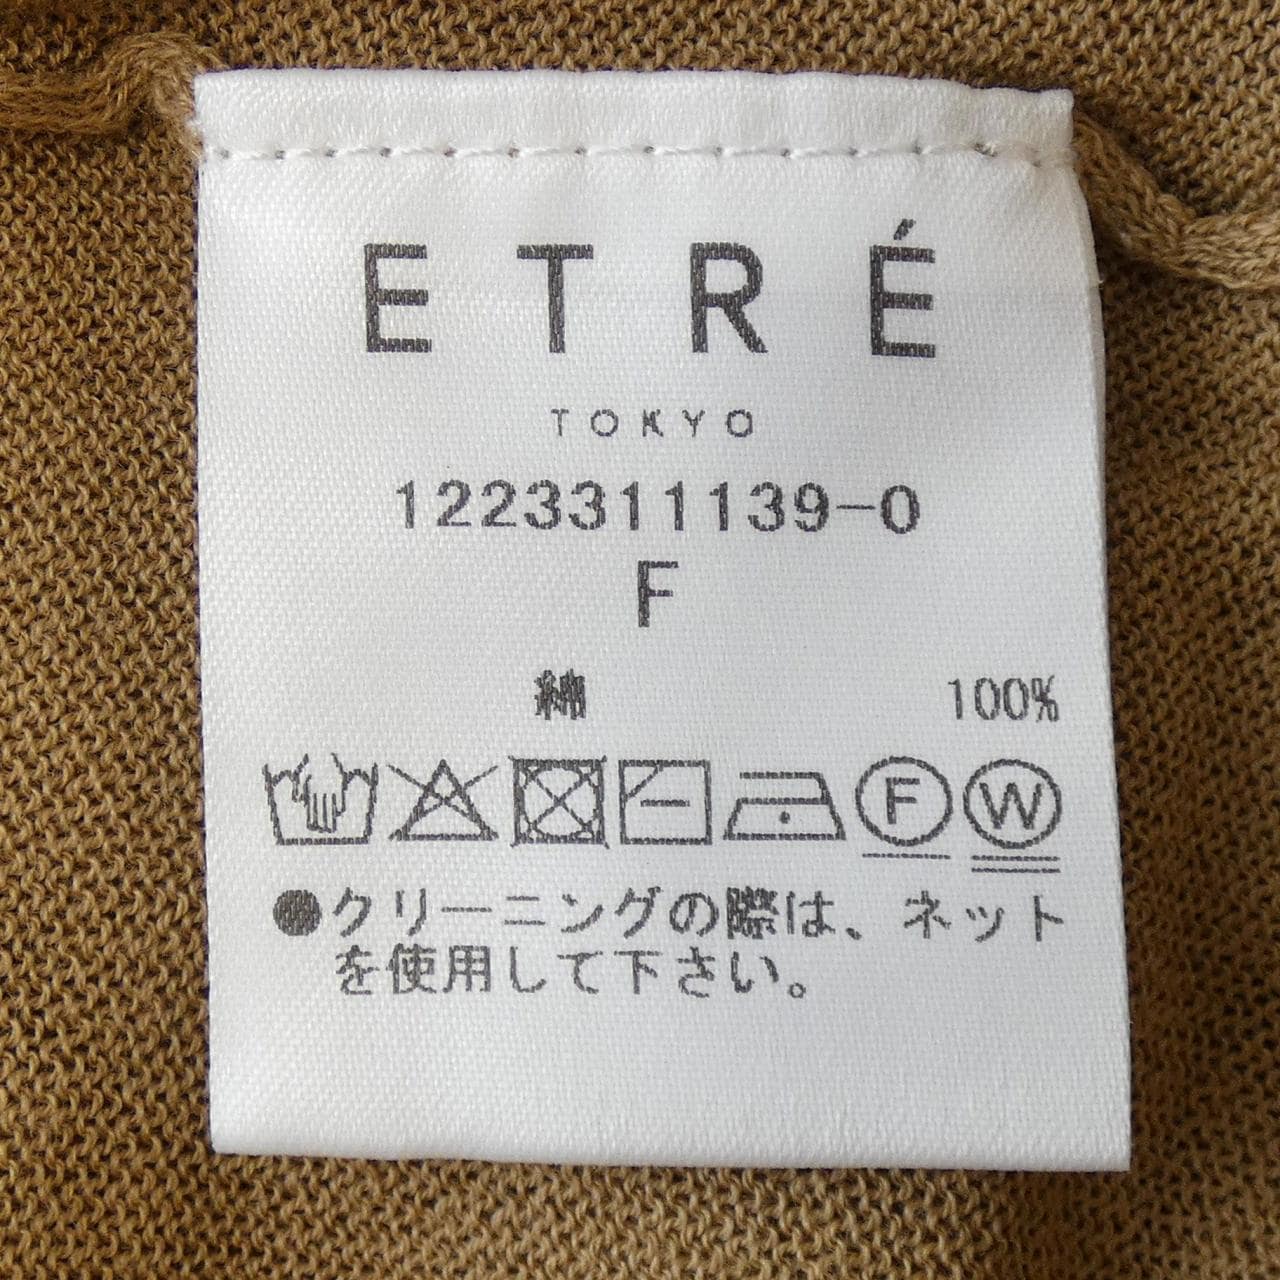 ETRÉ
TOKYO
1223311139-0
F
綿 100%
F W
●クリーニングの際は、ネット
を使用して下さい。